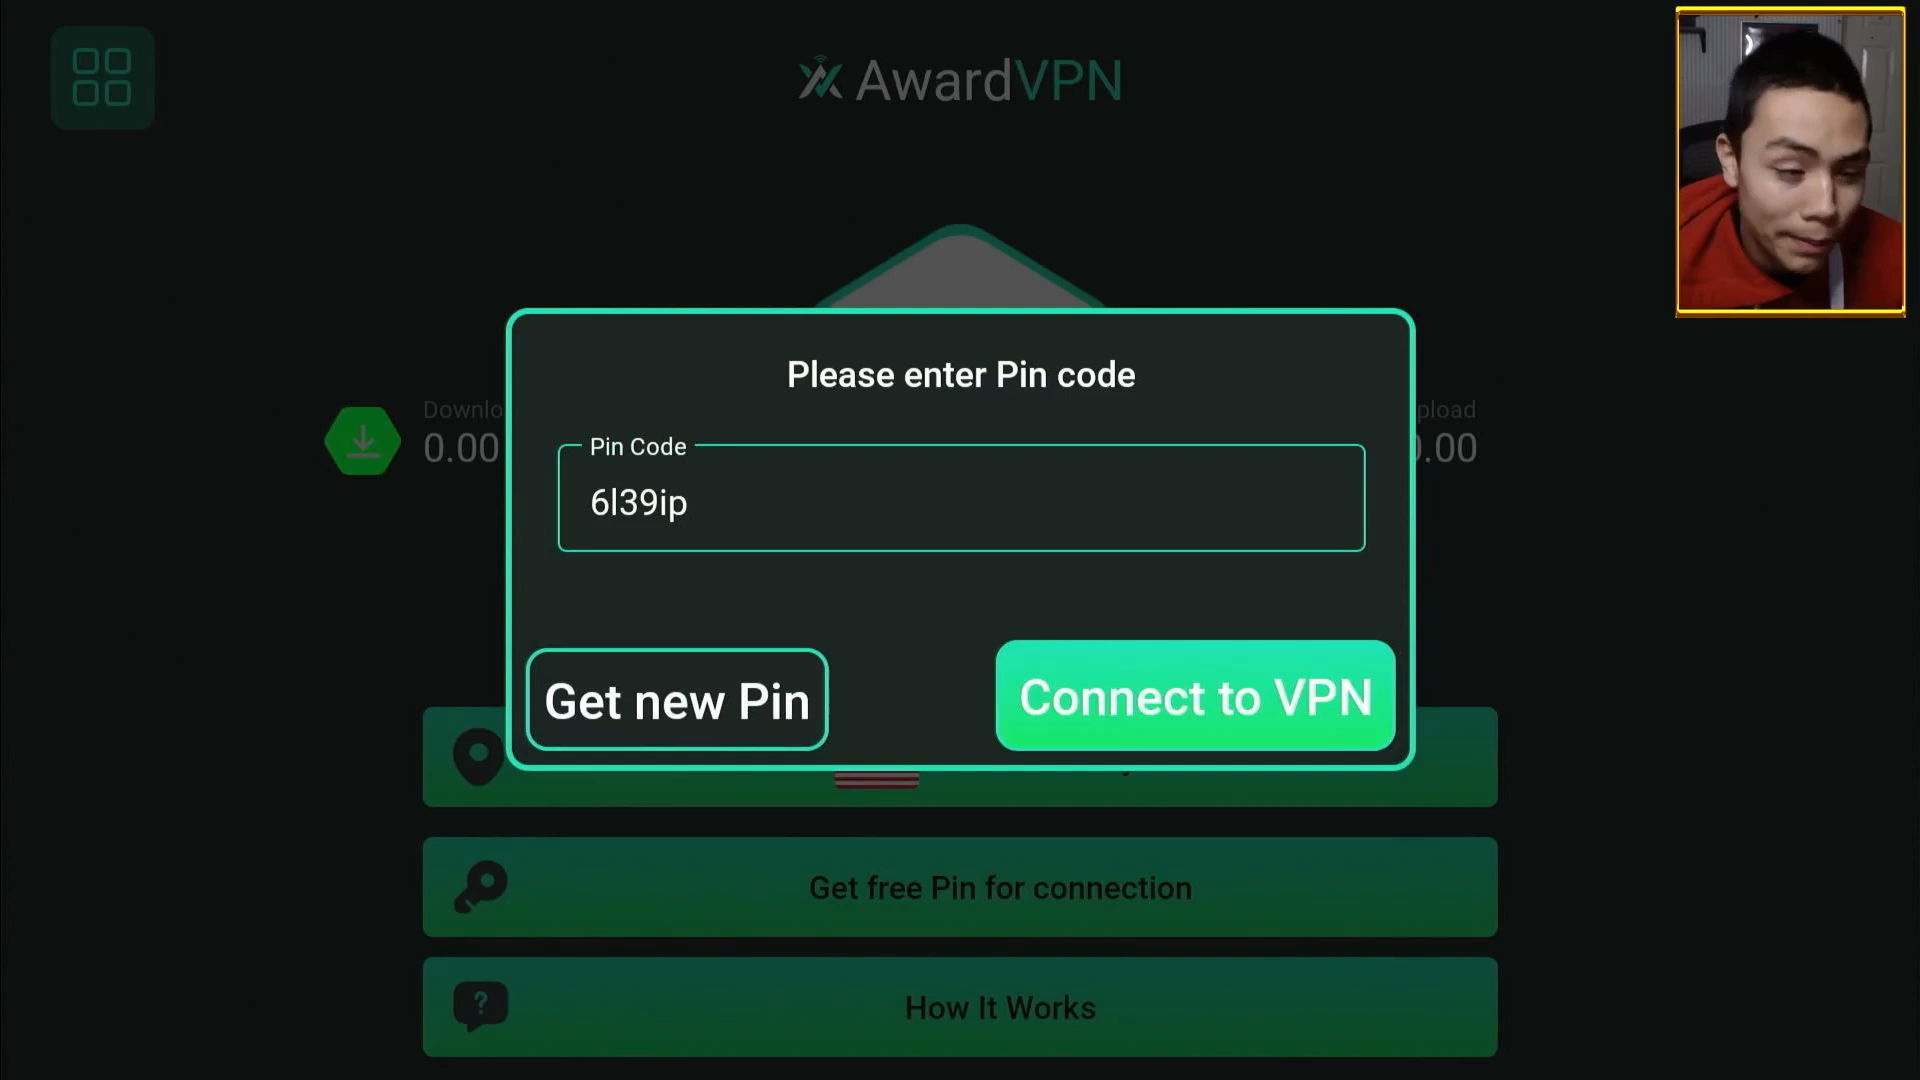 AwardVPN
Please enter Pin code
Pin Code
6l39ip
Downlo
0.00
pload
0.00
Get new Pin
Connect to VPN
Get free Pin for connection
?
How It Works